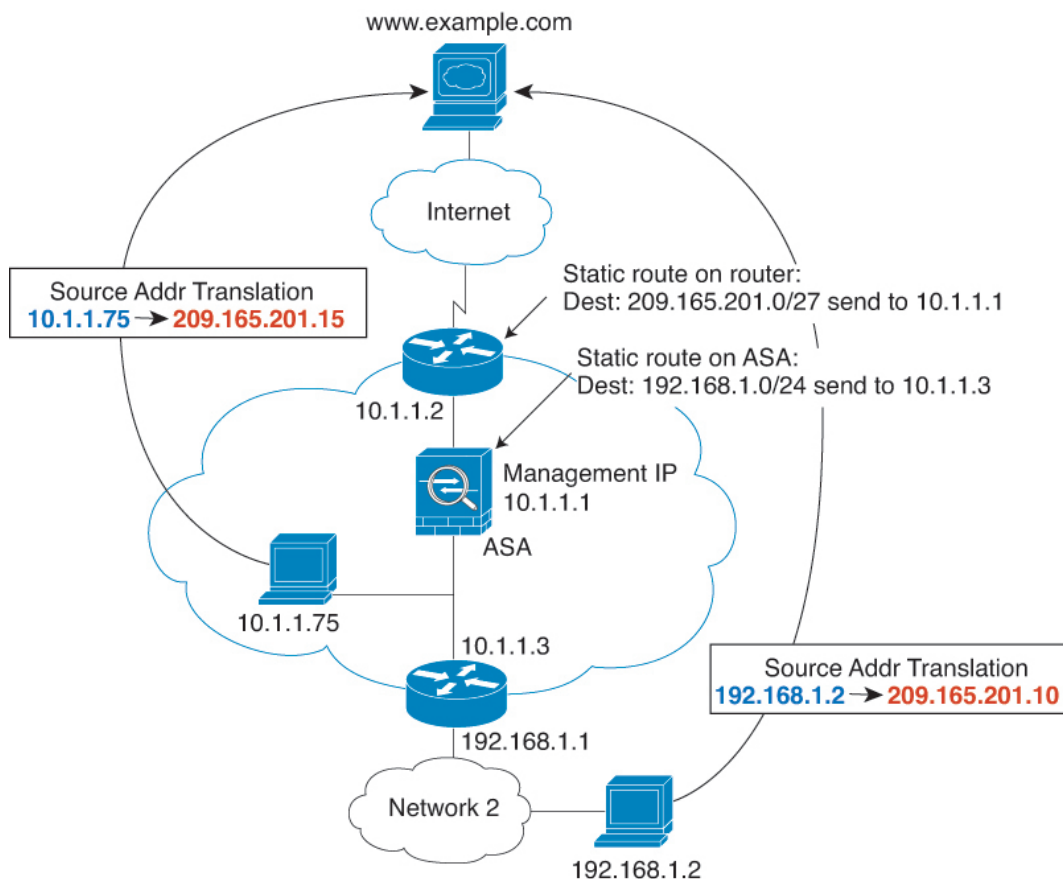 www.example.com
Internet
Static route on router:
Dest: 209.165.201.0/27 send to 10.1.1.1
Source Addr Translation
10.1.1.75 → 209.165.201.15
Static route on ASA:
Dest: 192.168.1.0/24 send to 10.1.1.3
10.1.1.2
Management IP
10.1.1.1
ASA
10.1.1.75
10.1.1.3
Source Addr Translation
192.168.1.2 → 209.165.201.10
192.168.1.1
Network 2
192.168.1.2